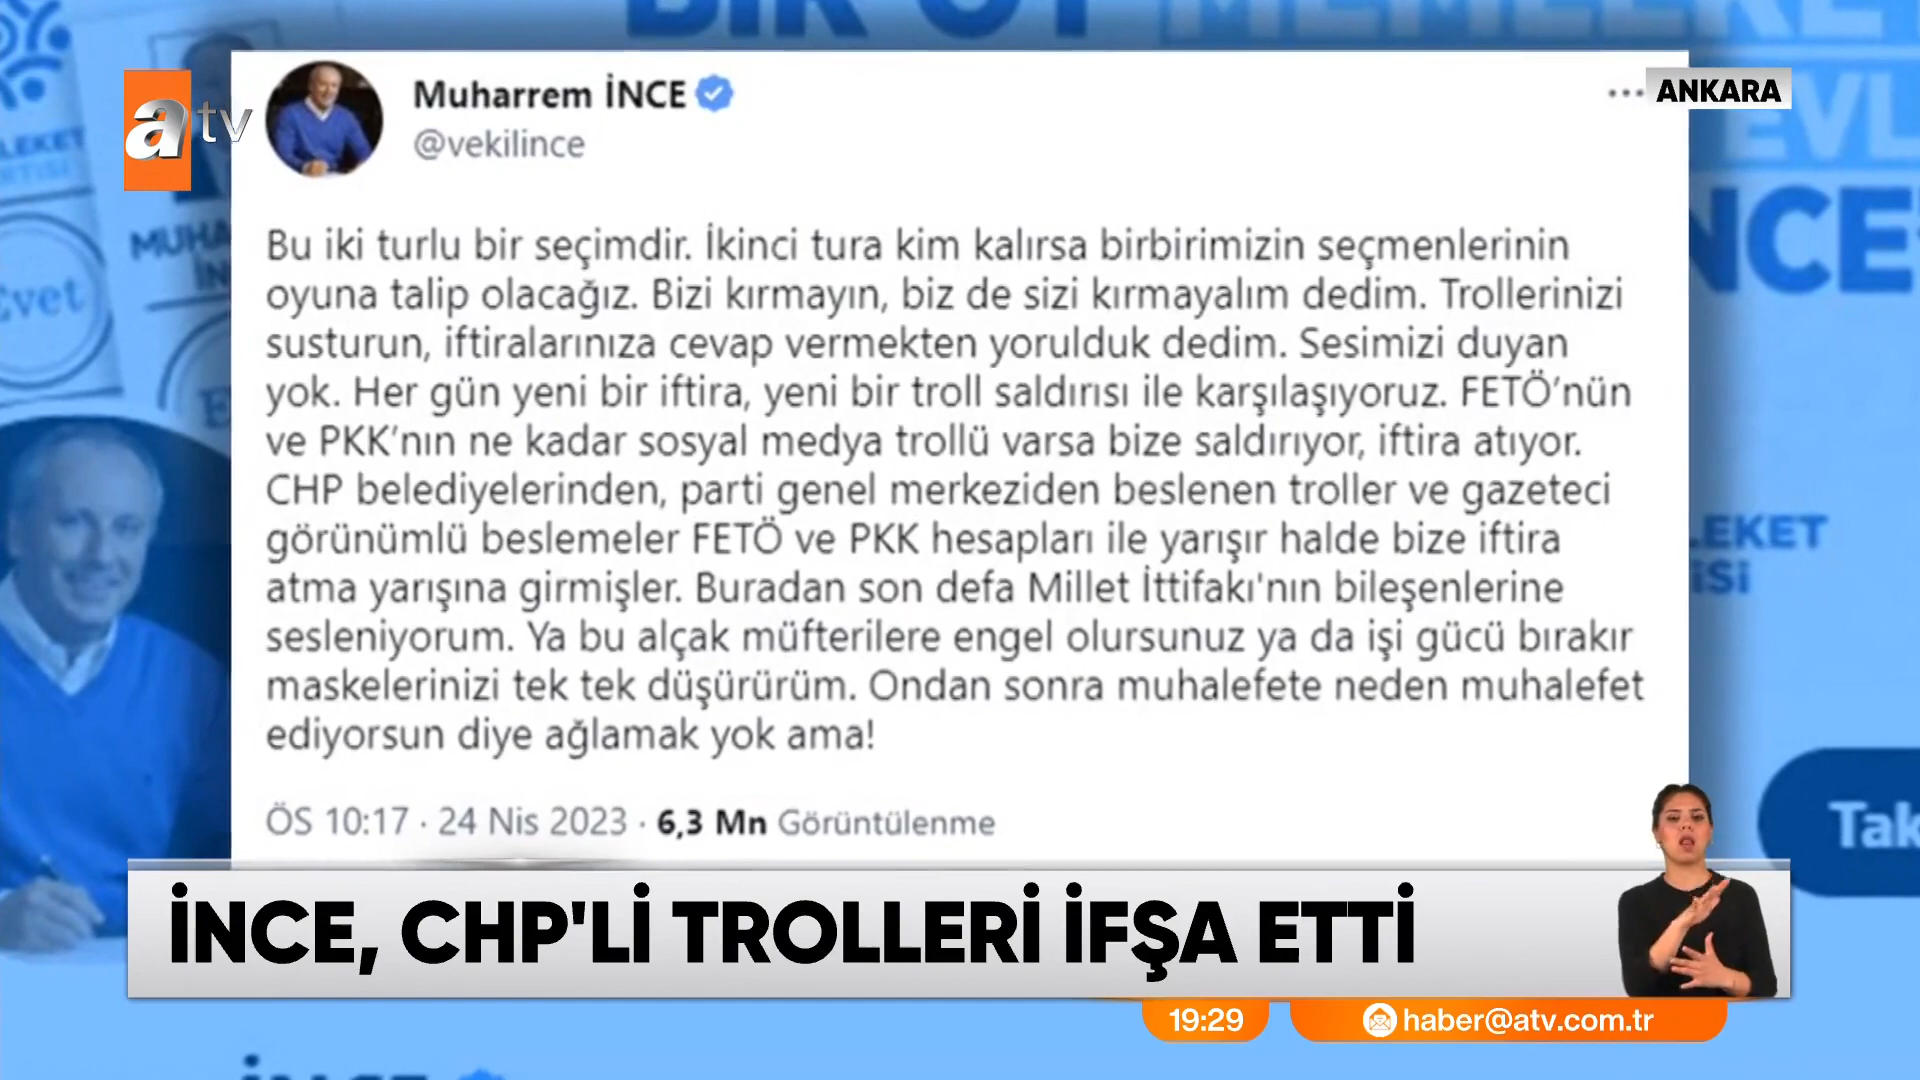 BİR OY MEMLEKET
atv
Muharrem İNCE
@vekilince
ANKARA
Bu iki turlu bir seçimdir. İkinci tura kim kalırsa birbirimizin seçmenlerinin
oyuna talip olacağız. Bizi kırmayın, biz de sizi kırmayalım dedim. Trollerinizi
susturun, iftiralarınıza cevap vermekten yorulduk dedim. Sesimizi duyan
yok. Her gün yeni bir iftira, yeni bir troll saldırısı ile karşılaşıyoruz. FETÖ’nün
ve PKK’nın ne kadar sosyal medya trollü varsa bize saldırıyor, iftira atıyor.
CHP belediyelerinden, parti genel merkeziden beslenen troller ve gazeteci
görünümlü beslemeler FETÖ ve PKK hesapları ile yarışır halde bize iftira
atma yarışına girmişler. Buradan son defa Millet İttifakı'nın bileşenlerine
sesleniyorum. Ya bu alçak müfterilere engel olursunuz ya da işi gücü bırakır
maskelerinizi tek tek düşürürüm. Ondan sonra muhalefete neden muhalefet
ediyorsun diye ağlamak yok ama!
ÖS 10:17 · 24 Nis 2023 · 6,3 Mn Görüntülenme
Evet
LEKET
Tak
İNCE, CHP'Lİ TROLLERİ İFŞA ETTİ
19:29
haber@atv.com.tr